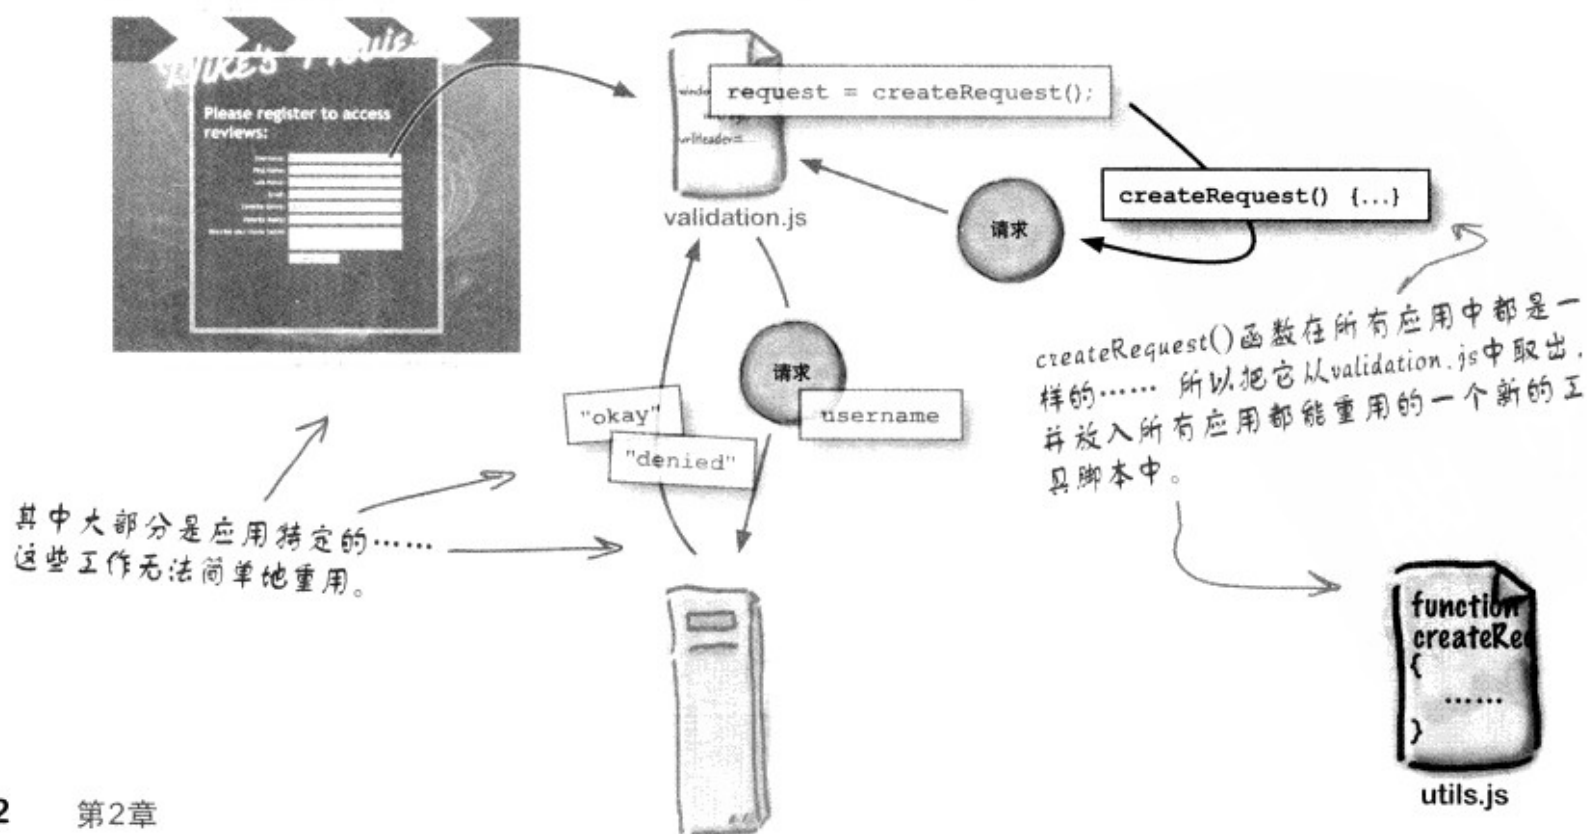 MIKE'S Movie
Please register to access
reviews:
request = createRequest();
urlHeader=
validation.js
createRequest() {...}
请求
请求
username
"okay"
"denied"
createRequest()函数在所有应用中都是一
样的…… 所以把它从validation.js中取出,
并放入所有应用都能重用的一个新的工
具脚本中。
其中大部分是应用特定的……
这些工作无法简单地重用。
function
createReq
{
……
}
utils.js
2 第2章